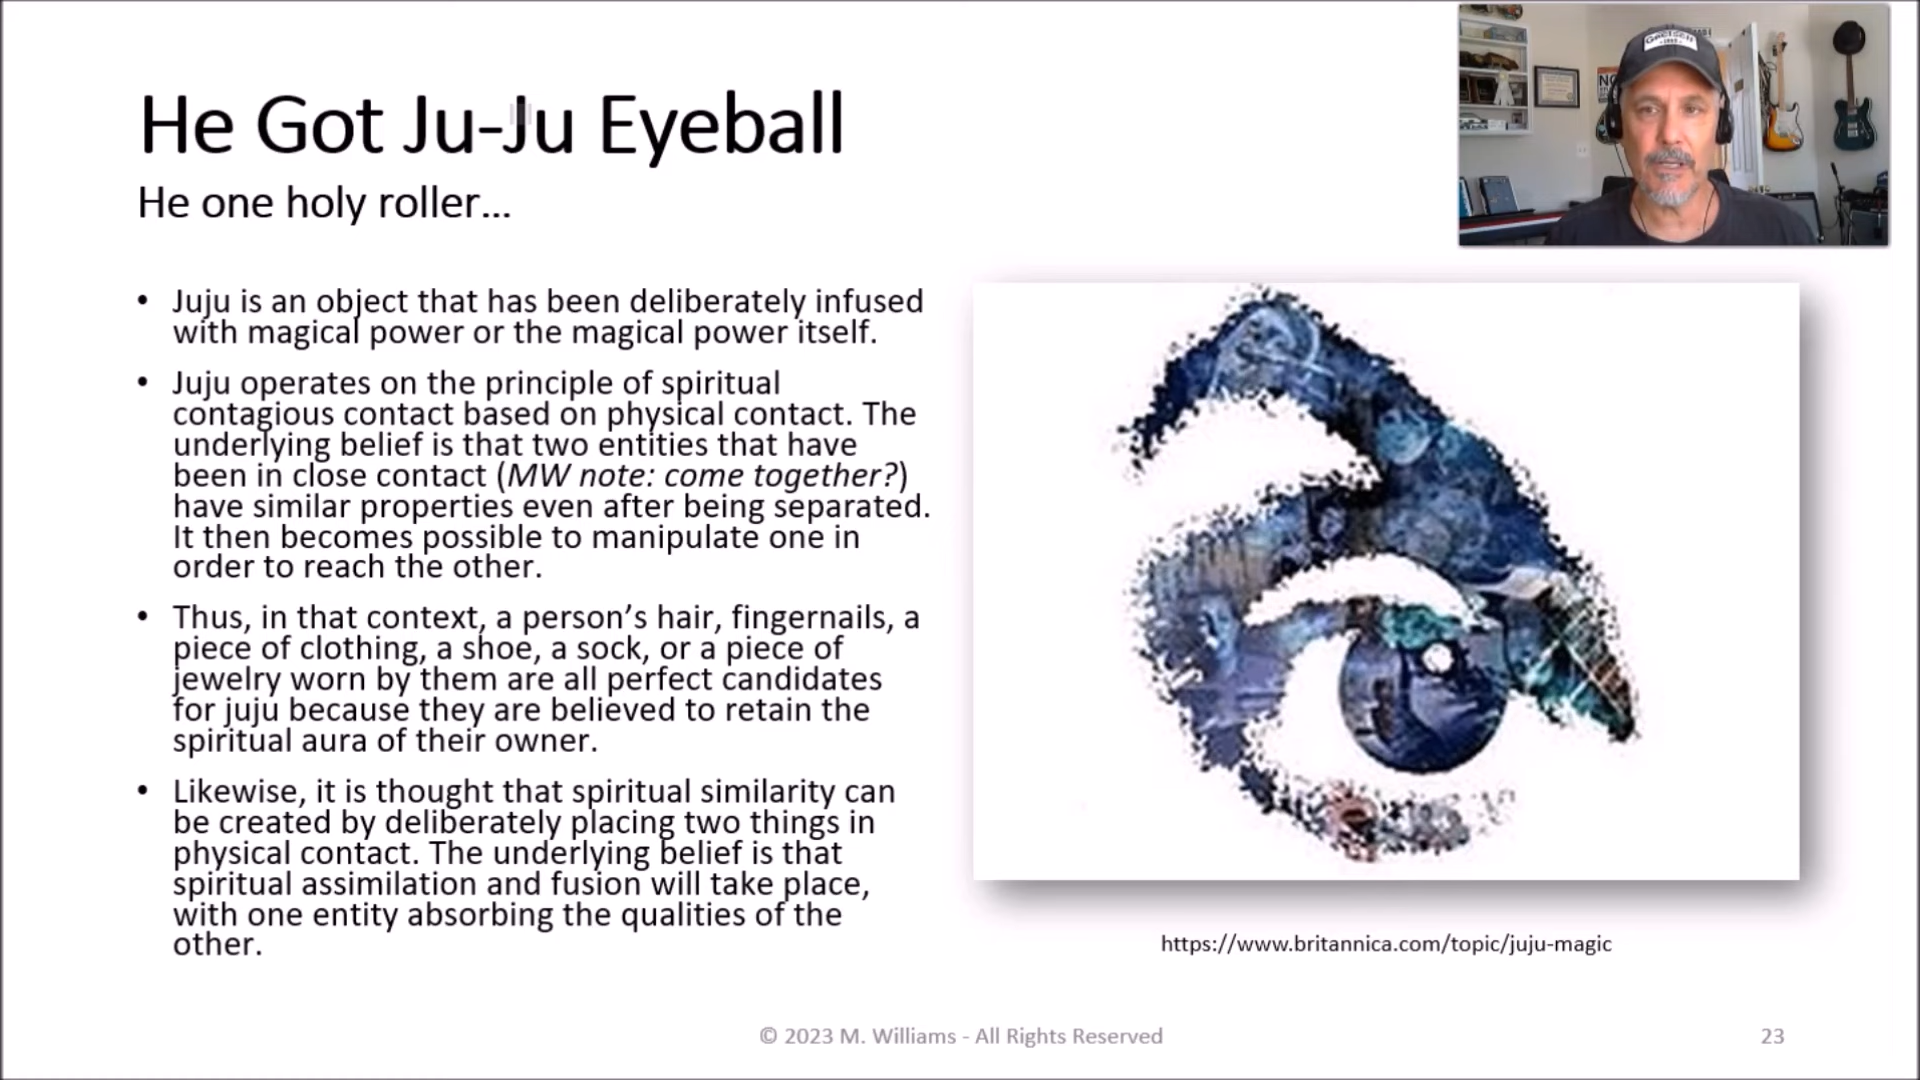 He Got Ju-Ju Eyeball
He one holy roller...
• Juju is an object that has been deliberately infused
with magical power or the magical power itself.
• Juju operates on the principle of spiritual
contagious contact based on physical contact. The
underlying belief is that two entities that have
been in close contact (MW note: come together?)
have similar properties even after being separated.
It then becomes possible to manipulate one in
order to reach the other.
• Thus, in that context, a person’s hair, fingernails, a
piece of clothing, a shoe, a sock, or a piece of
jewelry worn by them are all perfect candidates
for juju because they are believed to retain the
spiritual aura of their owner.
• Likewise, it is thought that spiritual similarity can
be created by deliberately placing two things in
physical contact. The underlying belief is that
spiritual assimilation and fusion will take place,
with one entity absorbing the qualities of the
other.
GRETSCH
https://www.britannica.com/topic/juju-magic
© 2023 M. Williams - All Rights Reserved
23